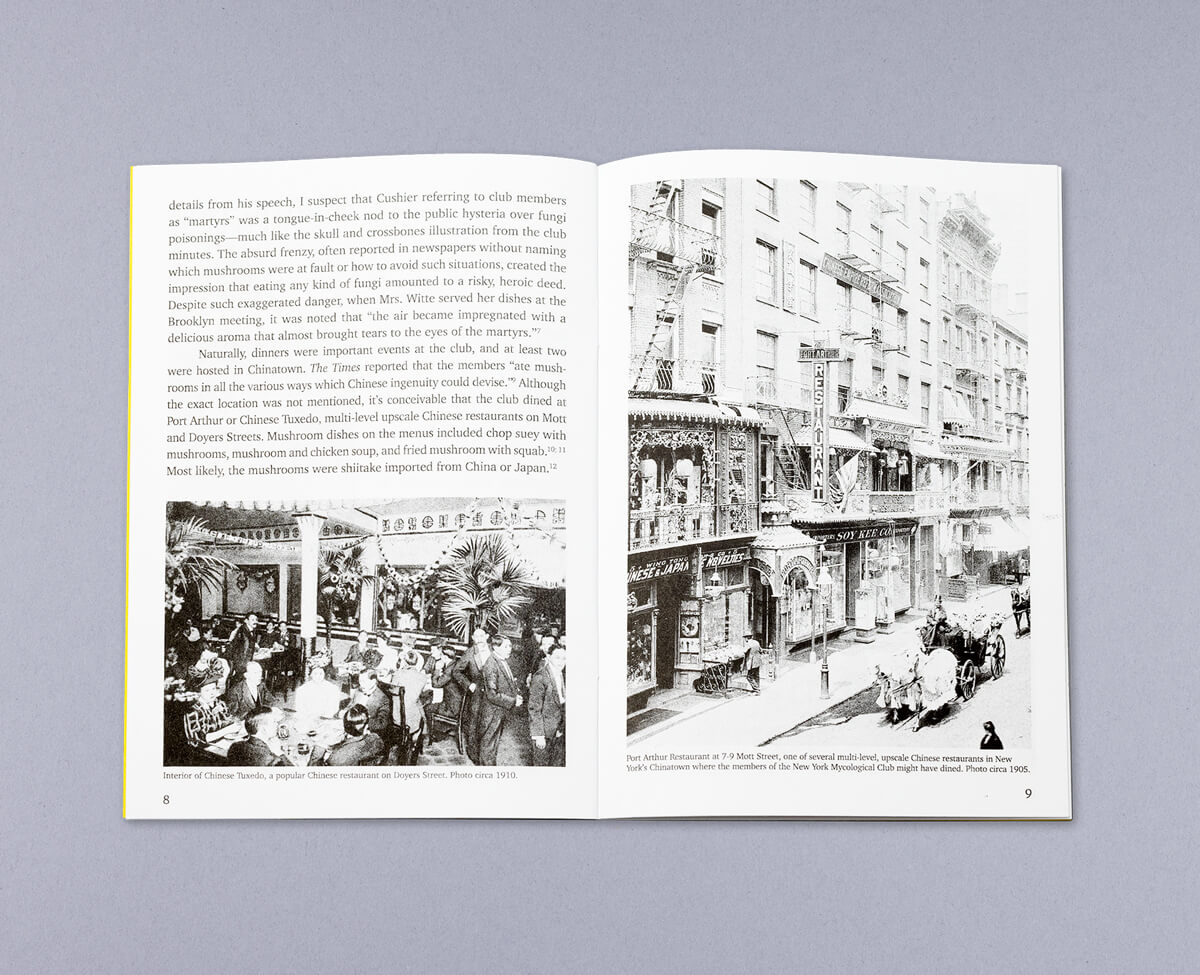 details from his speech, I suspect that Cushier referring to club members
as “martyrs” was a tongue-in-cheek nod to the public hysteria over fungi
poisonings—much like the skull and crossbones illustration from the club
minutes. The absurd frenzy, often reported in newspapers without naming
which mushrooms were at fault or how to avoid such situations, created the
impression that eating any kind of fungi amounted to a risky, heroic deed.
Despite such exaggerated danger, when Mrs. Witte served her dishes at the
Brooklyn meeting, it was noted that “the air became impregnated with a
delicious aroma that almost brought tears to the eyes of the martyrs.”⁷
Naturally, dinners were important events at the club, and at least two
were hosted in Chinatown. The Times reported that the members “ate mush-
rooms in all the various ways which Chinese ingenuity could devise.”⁹ Although
the exact location was not mentioned, it’s conceivable that the club dined at
Port Arthur or Chinese Tuxedo, multi-level upscale Chinese restaurants on Mott
and Doyers Streets. Mushroom dishes on the menus included chop suey with
mushrooms, mushroom and chicken soup, and fried mushroom with squab.¹⁰; ¹¹
Most likely, the mushrooms were shiitake imported from China or Japan.¹²
Interior of Chinese Tuxedo, a popular Chinese restaurant on Doyers Street. Photo circa 1910.
8
RESTAURANT
SOY KEE CO
WING FONG
NESE & JAPAN
NOVELTIES
Port Arthur Restaurant at 7-9 Mott Street, one of several multi-level, upscale Chinese restaurants in New
York’s Chinatown where the members of the New York Mycological Club might have dined. Photo circa 1905.
9